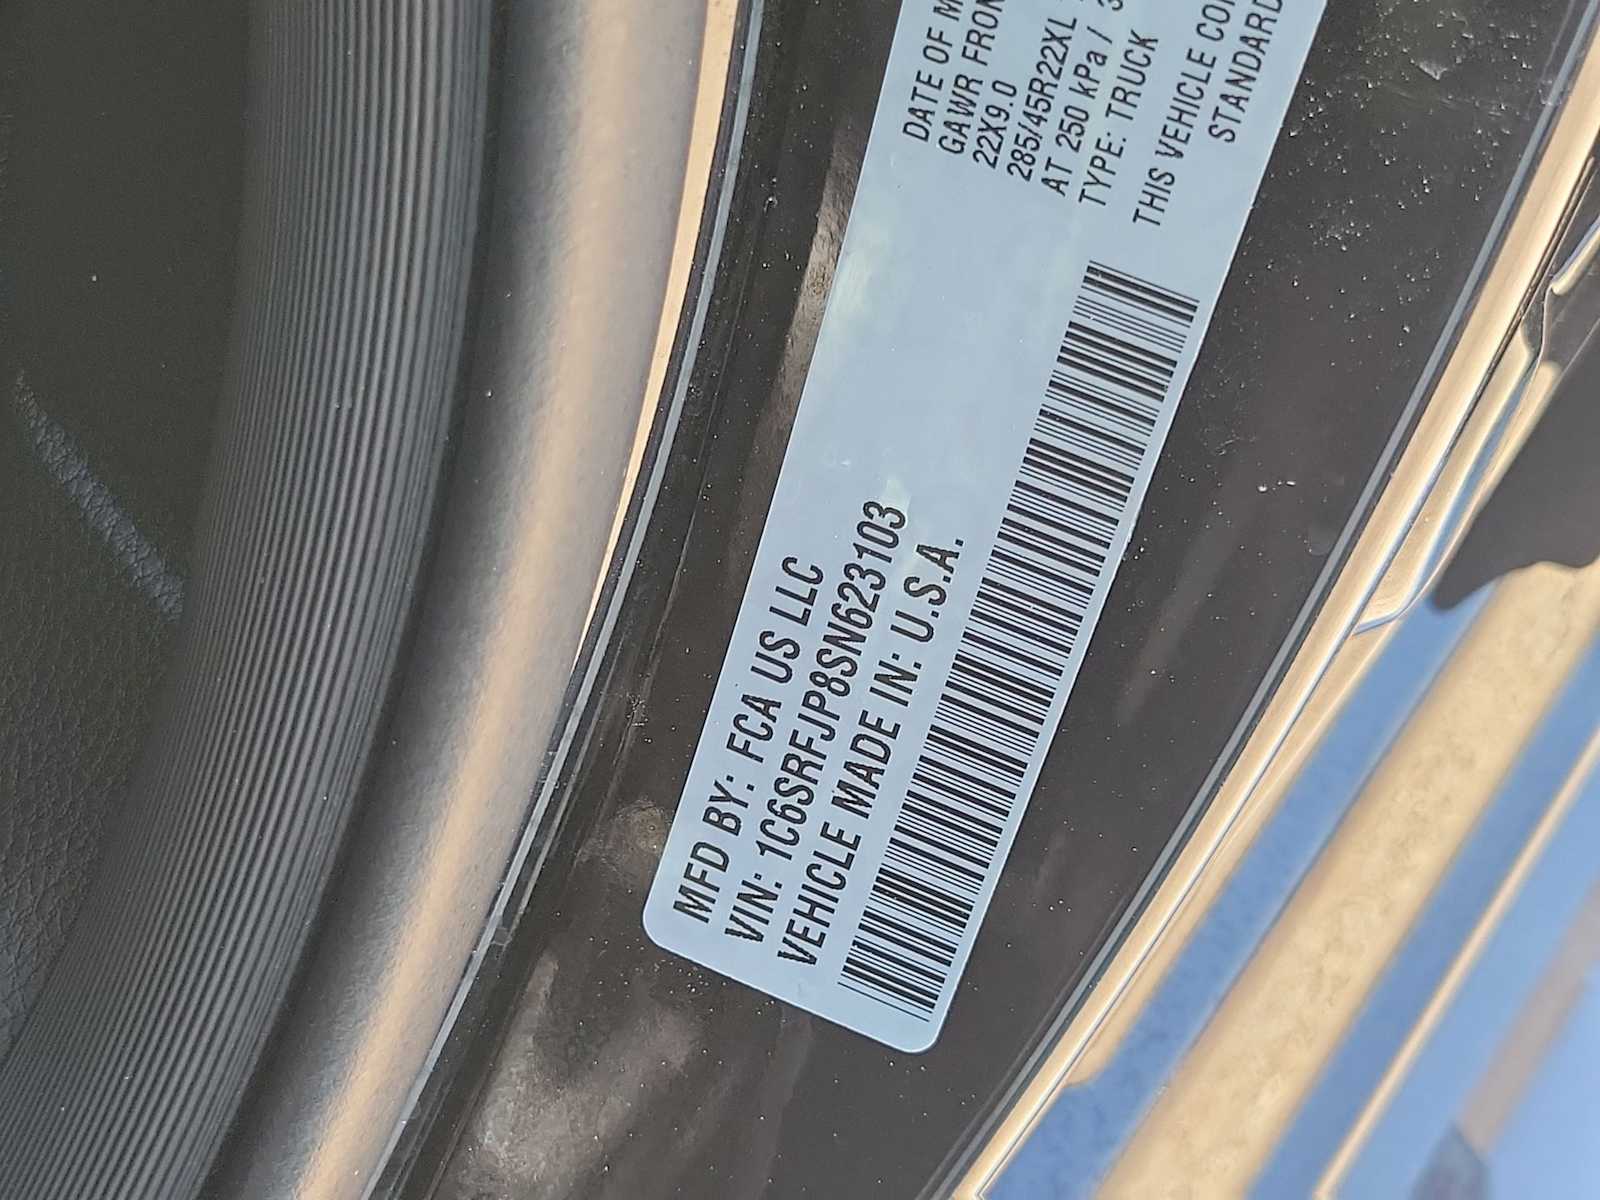 MFD BY: FCA US LLC
VIN: 1C6SRFJP8SN623103
VEHICLE MADE IN: U.S.A.
DATE OF M
GAWR FRON
22X9.0
285/45R22XL
AT 250 kPa / 3
TYPE: TRUCK
THIS VEHICLE CO
STANDARD